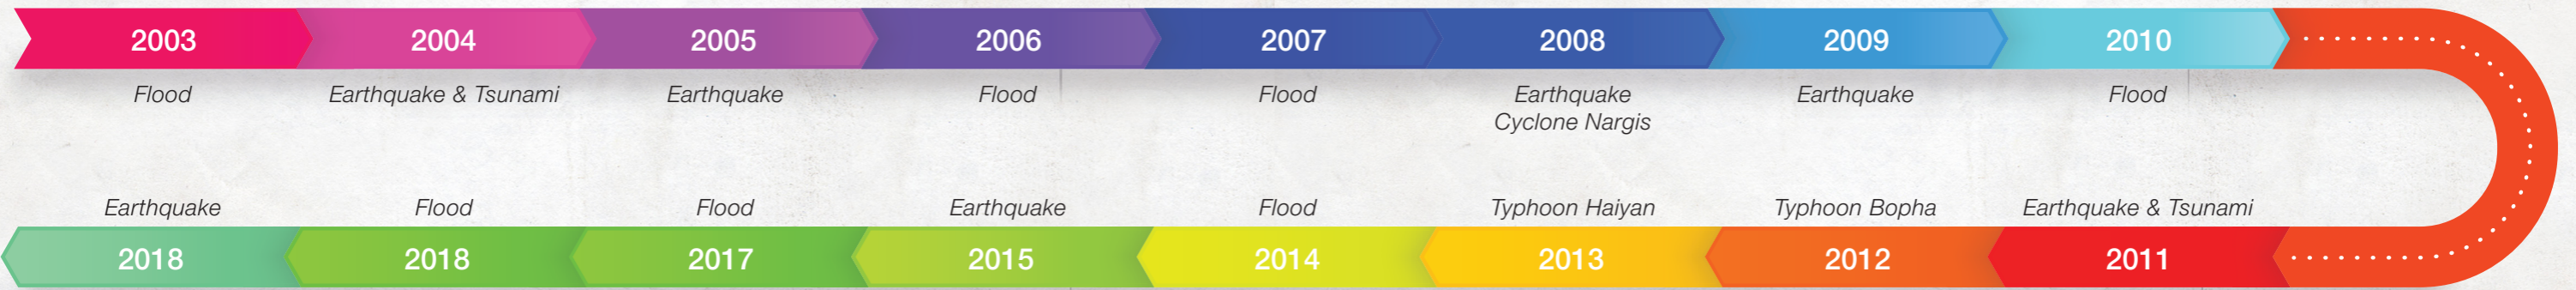 2003 2004 2005 2006 2007 2008 2009 2010
Flood Earthquake & Tsunami Earthquake Flood Flood Earthquake Earthquake Flood
Cyclone Nargis
Earthquake Flood Flood Earthquake Flood Typhoon Haiyan Typhoon Bopha Earthquake & Tsunami
2018 2018 2017 2015 2014 2013 2012 2011